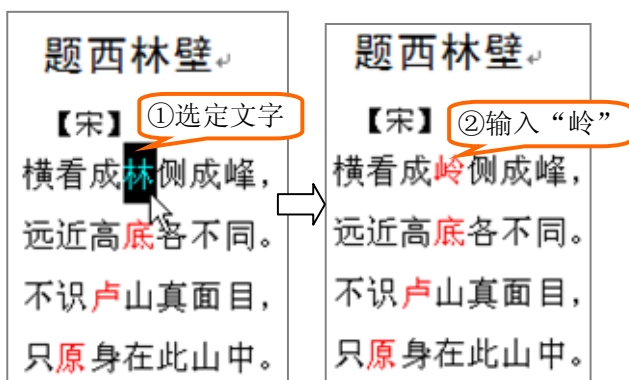 题西林壁
【宋】
①选定文字
横看成林侧成峰，
远近高底各不同。
不识卢山真面目，
只原身在此山中。
题西林壁
【宋】
②输入“岭”
横看成岭侧成峰，
远近高底各不同。
不识卢山真面目，
只原身在此山中。